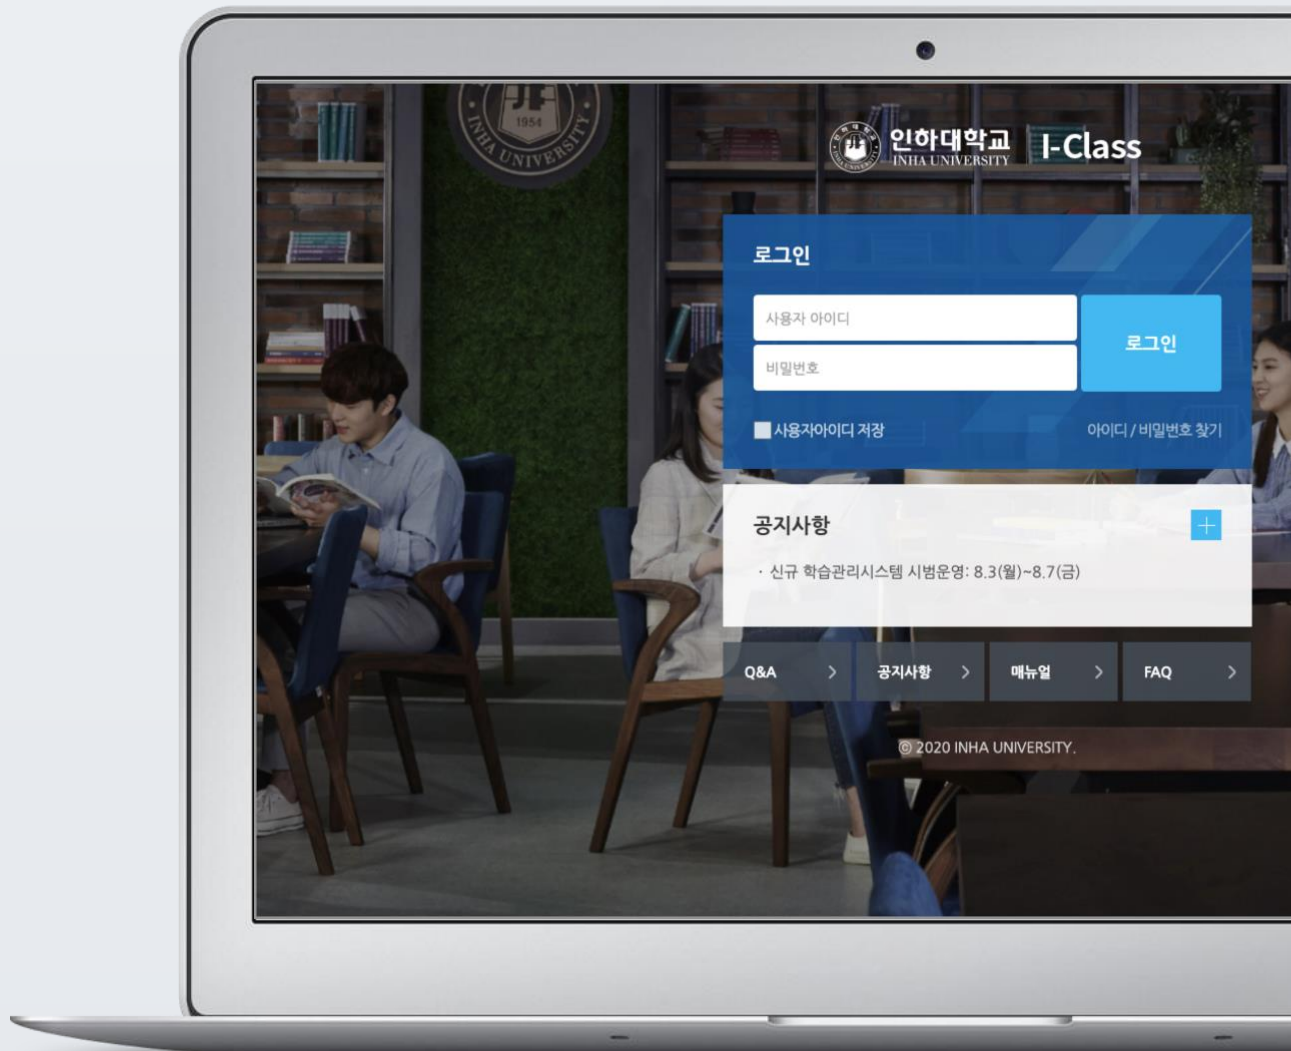 1954
INHA UNIVERSITY
인하대학교 I-Class
INHA UNIVERSITY
로그인
사용자 아이디
비밀번호
로그인
사용자아이디 저장
아이디 / 비밀번호 찾기
공지사항
· 신규 학습관리시스템 시범운영: 8.3(월)~8.7(금)
Q&A
공지사항
매뉴얼
FAQ
© 2020 INHA UNIVERSITY.